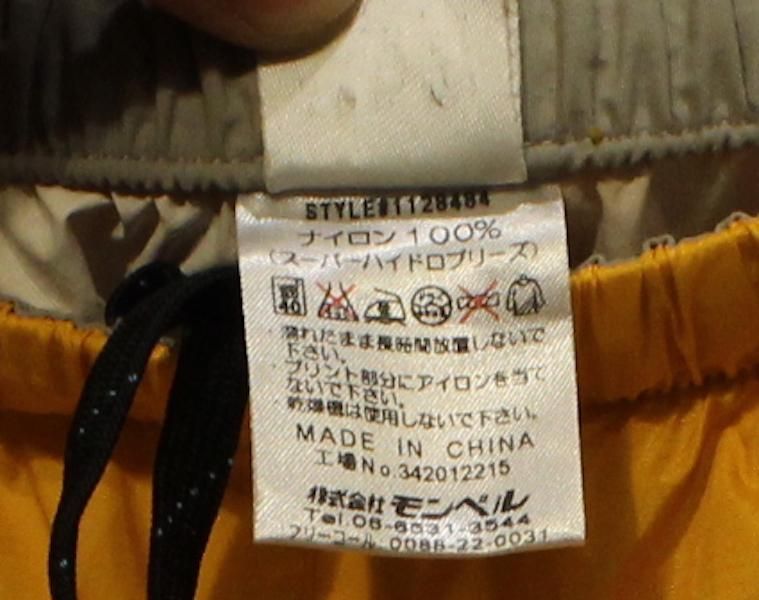 STYLE#1128484
ナイロン 100%
(スーパーハイドロブリーズ)
40
・濡れたまま長時間放置しないで
下さい。
・プリント部分にアイロンを当て
ないで下さい。
・乾燥機は使用しないで下さい。
MADE IN CHINA
工場No.342012215
株式会社 モンベル
Tel.06-6531-3544
フリーコール 0088-22-0031